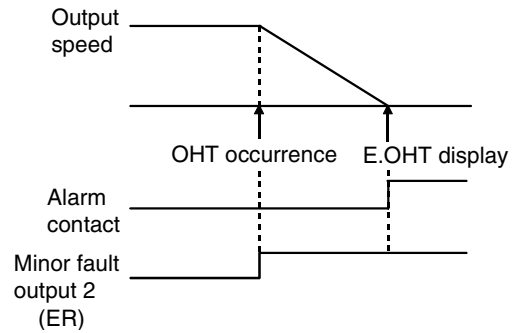 Output
speed
OHT occurrence E.OHT display
Alarm
contact
Minor fault
output 2
(ER)